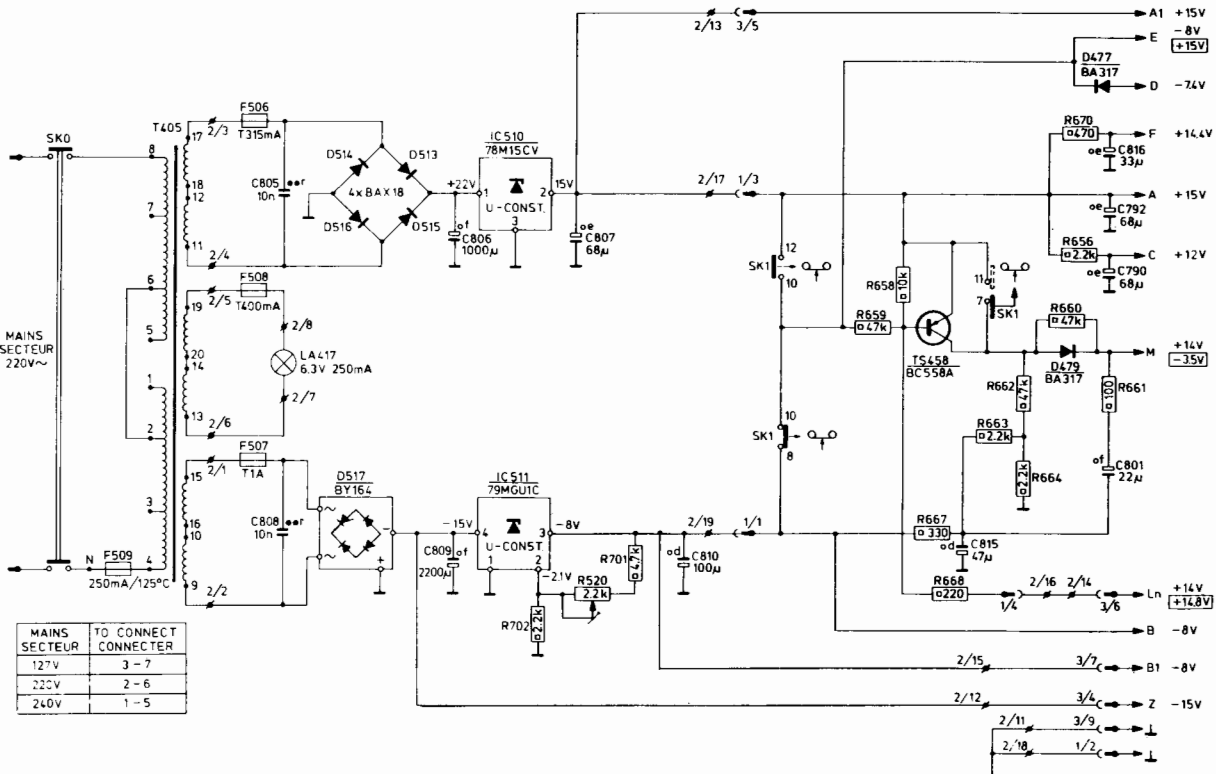 A1 +15V
2/13 3/5
E -8V
+15V
D477
BA317
D -7.4V
SK0
T405
F506
T315mA
2/3
17
18
12
11
2/4
C805
10n
r
D514
D513
4xBAX18
D516
D515
+22V
f
C806
1000µ
IC510
78M15CV
1
2
U-CONST.
3
15V
e
C807
68µ
2/17 1/3
R670
470
F +14.4V
e
C816
33µ
A +15V
e
C792
68µ
R656
2.2k
C +12V
e
C790
68µ
12
SK1
10
R658
10k
11
7
SK1
R659
47k
TS458
BC558A
R660
47k
D479
BA317
M +14V
-3.5V
R662
47k
R661
100
R663
2.2k
R664
2.2k
f
C801
22µ
10
SK1
8
8
7
6
5
1
2
3
4
MAINS
SECTEUR
220V~
F508
T400mA
2/5
19
20
14
13
2/6
2/8
LA417
6.3V 250mA
2/7
F507
T1A
2/1
15
16
10
9
2/2
C808
10n
r
D517
BY164
~
~
-
+
N
F509
250mA/125°C
-15V
C809
2200µ
f
IC511
79MGU1C
4
3
U-CONST.
1
2
-8V
-2.1V
R701
4.7k
R520
2.2k
R702
2.2k
d
C810
100µ
2/19 1/1
R667
330
d
C815
47µ
R668
220
1/4
2/16
2/14
3/6
Ln +14V
+14.8V
B -8V
2/15 3/7
B1 -8V
2/12 3/4
Z -15V
2/11 3/9
2/18 1/2
MAINS
SECTEUR
TO CONNECT
CONNECTER
127V 3-7
220V 2-6
240V 1-5